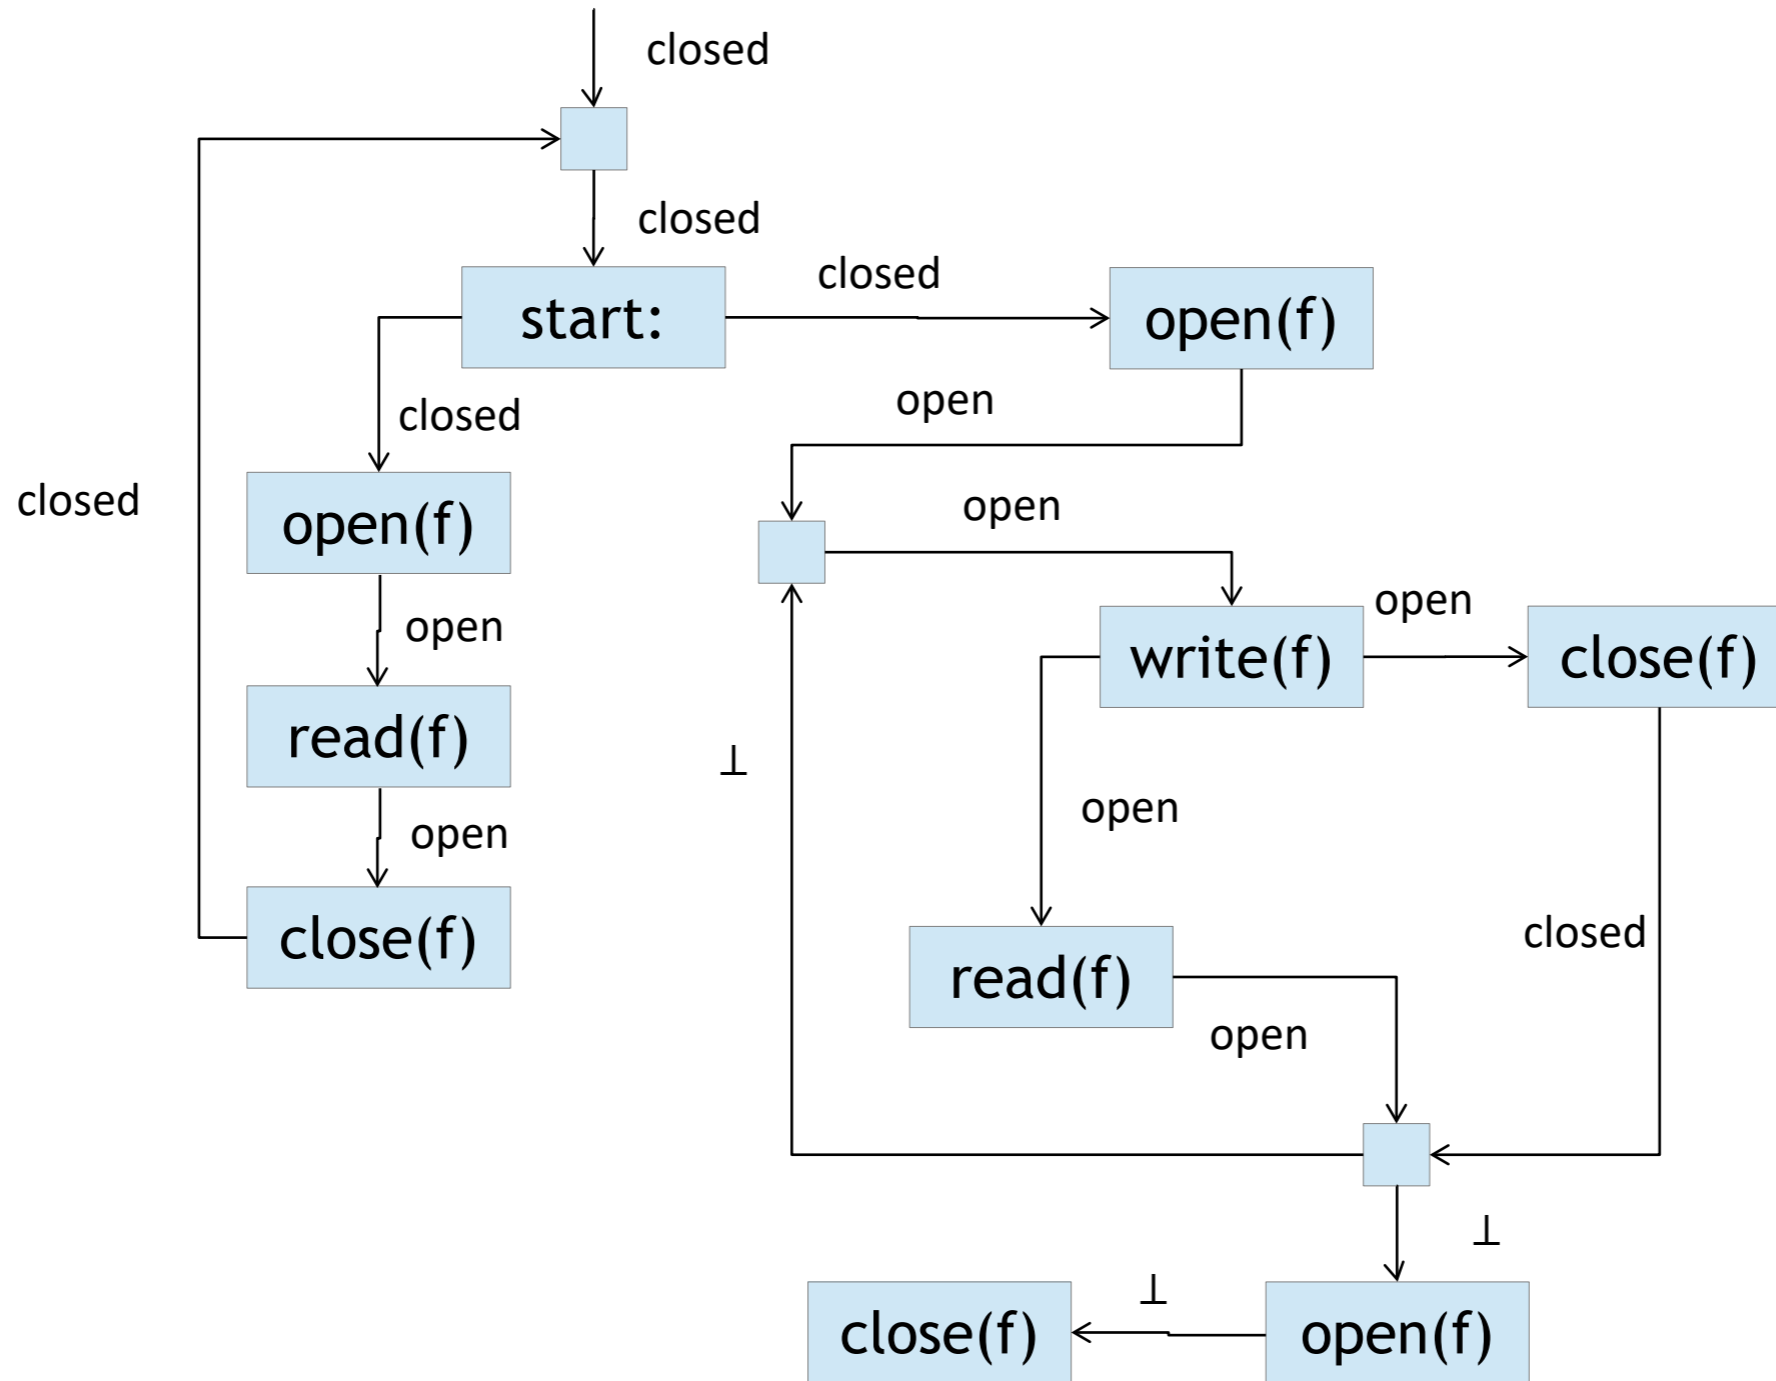 closed
closed
start:
closed
open(f)
closed
open
closed
open(f)
open
open
write(f)
open
close(f)
read(f)
⊥
open
open
close(f)
read(f)
open
closed
⊥
⊥
close(f)
open(f)